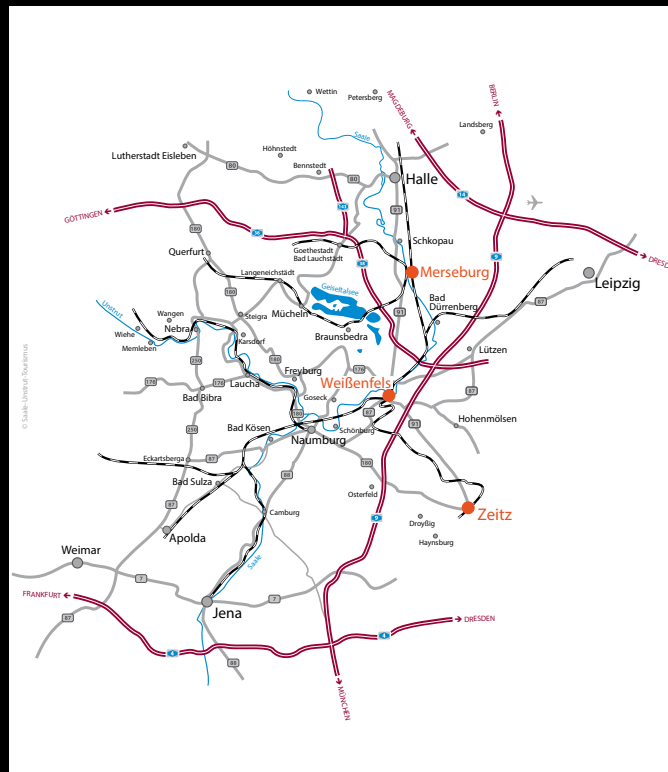 Wettin
Petersberg
MAGDEBURG
BERLIN
Landsberg
Saale
Höhnstedt
Lutherstadt Eisleben
80
Bennstedt
80
Halle
14
143
91
GÖTTINGEN
180
38
Goethestadt
Bad Lauchstädt
Schkopau
38
9
DRESD
Querfurt
Langeneichstädt
Merseburg
Leipzig
Geiseltalsee
Unstrut
180
Mücheln
Bad
Dürrenberg
87
Wangen
Steigra
91
Nebra
Wiehe
Memleben
Karsdorf
Braunsbedra
Lützen
250
180
Freyburg
176
176
176
Laucha
Weißenfels
87
Bad Bibra
Goseck
180
87
91
Hohenmölsen
250
Bad Kösen
Schönburg
Naumburg
Eckartsberga
87
180
88
Bad Sulza
Osterfeld
87
Camburg
9
Zeitz
Droyßig
Apolda
Haynsburg
Weimar
Saale
7
FRANKFURT
7
Jena
87
DRESDEN
4
4
88
MÜNCHEN
© Saale-Unstrut-Tourismus